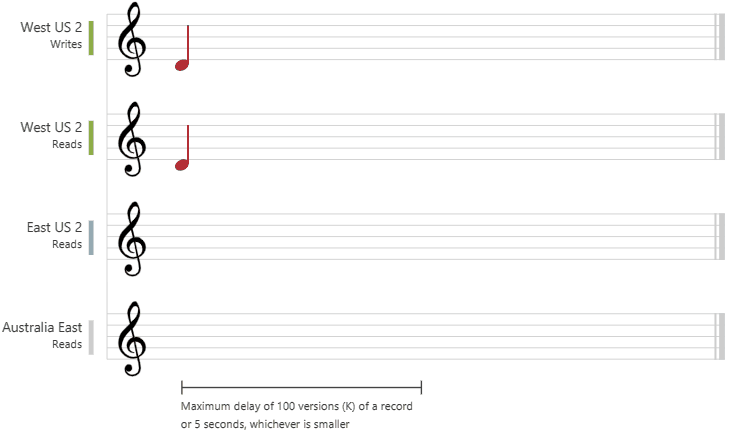 West US 2
Writes
West US 2
Reads
East US 2
Reads
Australia East
Reads
Maximum delay of 100 versions (K) of a record
or 5 seconds, whichever is smaller